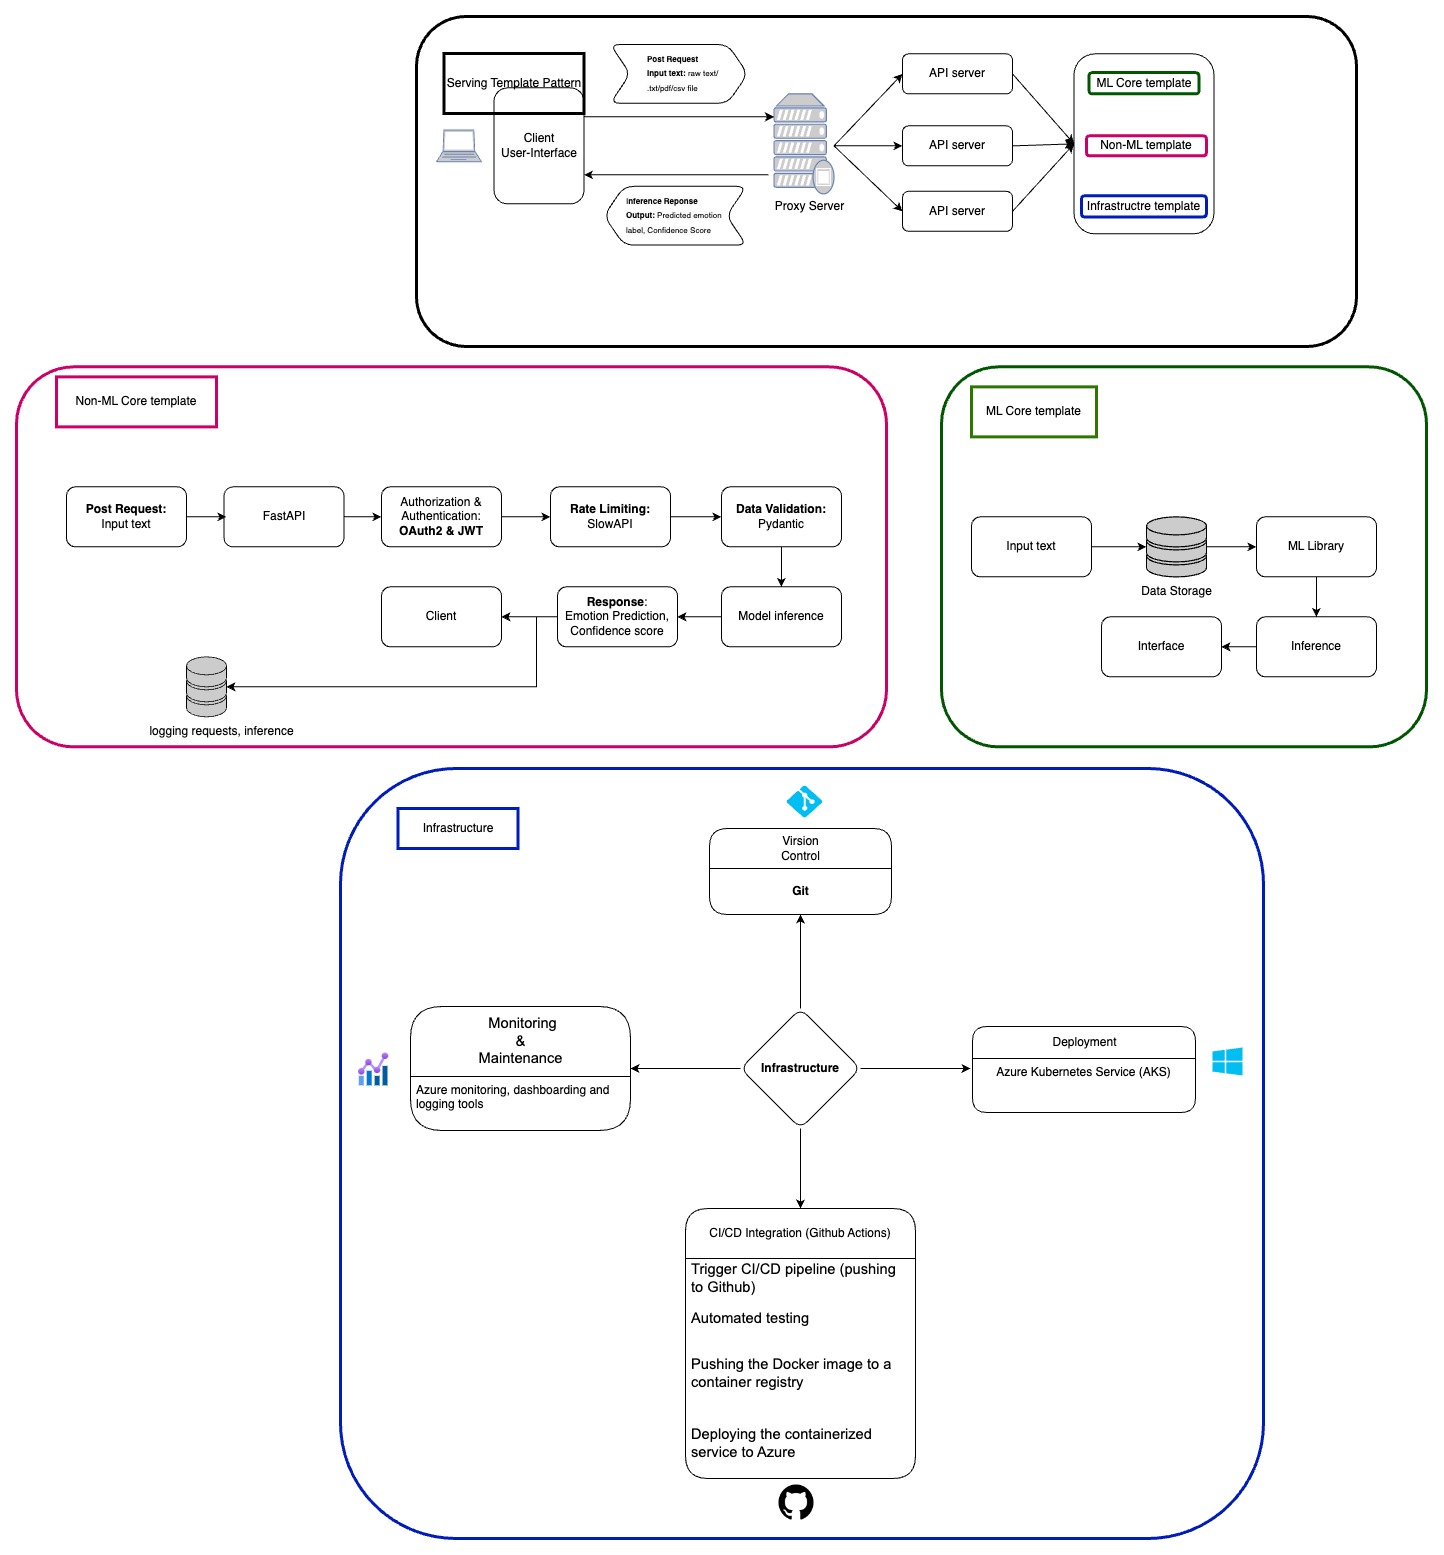 Serving Template Pattern
Client
User-Interface
Post Request
Input text: raw text/
.txt/pdf/csv file
Inference Reponse
Output: Predicted emotion
label, Confidence Score
Proxy Server
API server
API server
API server
ML Core template
Non-ML template
Infrastructre template
Non-ML Core template
Post Request:
Input text
FastAPI
Authorization &
Authentication:
OAuth2 & JWT
Rate Limiting:
SlowAPI
Data Validation:
Pydantic
Client
Response:
Emotion Prediction,
Confidence score
Model inference
logging requests, inference
ML Core template
Input text
Data Storage
ML Library
Interface
Inference
Infrastructure
Virsion
Control
Git
Monitoring
&
Maintenance
Azure monitoring, dashboarding and
logging tools
Infrastructure
Deployment
Azure Kubernetes Service (AKS)
CI/CD Integration (Github Actions)
Trigger CI/CD pipeline (pushing
to Github)
Automated testing
Pushing the Docker image to a
container registry
Deploying the containerized
service to Azure